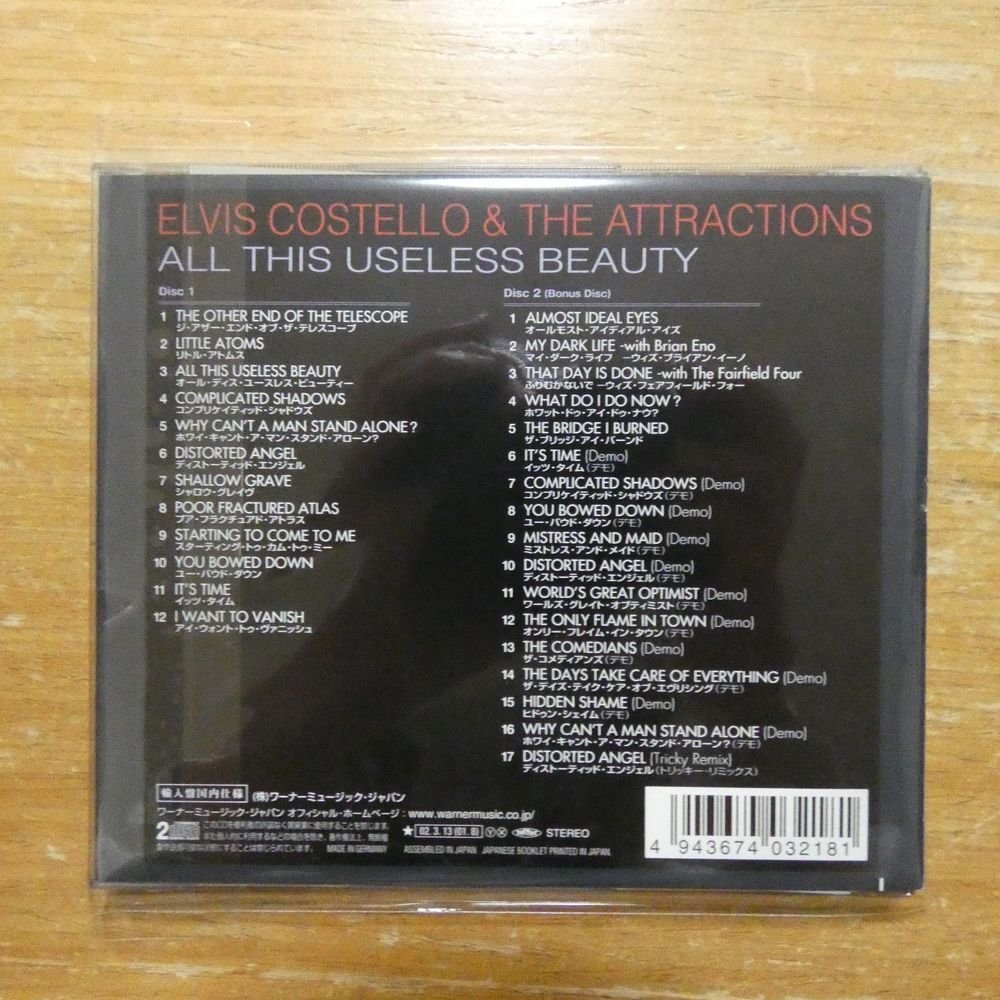 ELVIS COSTELLO & THE ATTRACTIONS
ALL THIS USELESS BEAUTY
Disc 1
1 THE OTHER END OF THE TELESCOPE
ジ・アザー・エンド・オブ・ザ・テレスコープ
2 LITTLE ATOMS
リトル・アトムス
3 ALL THIS USELESS BEAUTY
オール・ディス・ユースレス・ビューティー
4 COMPLICATED SHADOWS
コンプリケイティッド・シャドウズ
5 WHY CAN'T A MAN STAND ALONE?
ホワイ・キャント・ア・マン・スタンド・アローン?
6 DISTORTED ANGEL
ディストーティッド・エンジェル
7 SHALLOW GRAVE
シャロウ・グレイヴ
8 POOR FRACTURED ATLAS
プア・フラクチュアド・アトラス
9 STARTING TO COME TO ME
スターティング・トゥ・カム・トゥ・ミー
10 YOU BOWED DOWN
ユー・バウド・ダウン
11 IT'S TIME
イッツ・タイム
12 I WANT TO VANISH
アイ・ウォント・トゥ・ヴァニッシュ
Disc 2 (Bonus Disc)
1 ALMOST IDEAL EYES
オールモスト・アイディアル・アイズ
2 MY DARK LIFE -with Brian Eno
マイ・ダーク・ライフ -ウィズ・ブライアン・イーノ
3 THAT DAY IS DONE -with The Fairfield Four
ふりむかないで -ウィズ・フェアフィールド・フォー
4 WHAT DO I DO NOW?
ホワット・ドゥ・アイ・ドゥ・ナウ?
5 THE BRIDGE I BURNED
ザ・ブリッジ・アイ・バーンド
6 IT'S TIME (Demo)
イッツ・タイム(デモ)
7 COMPLICATED SHADOWS (Demo)
コンプリケイティッド・シャドウズ(デモ)
8 YOU BOWED DOWN (Demo)
ユー・バウド・ダウン(デモ)
9 MISTRESS AND MAID (Demo)
ミストレス・アンド・メイド(デモ)
10 DISTORTED ANGEL (Demo)
ディストーティッド・エンジェル(デモ)
11 WORLD'S GREAT OPTIMIST (Demo)
ワールズ・グレイト・オプティミスト(デモ)
12 THE ONLY FLAME IN TOWN (Demo)
オンリー・フレイム・イン・タウン(デモ)
13 THE COMEDIANS (Demo)
ザ・コメディアンズ(デモ)
14 THE DAYS TAKE CARE OF EVERYTHING (Demo)
ザ・デイズ・テイク・ケア・オブ・エヴリシング(デモ)
15 HIDDEN SHAME (Demo)
ヒドゥン・シェイム(デモ)
16 WHY CAN'T A MAN STAND ALONE (Demo)
ホワイ・キャント・ア・マン・スタンド・アローン?(デモ)
17 DISTORTED ANGEL (Tricky Remix)
ディストーティッド・エンジェル(トリッキー・リミックス)
輸入盤国内仕様 (株)ワーナーミュージック・ジャパン
ワーナーミュージック・ジャパン オフィシャル・ホームページ:www.warnermusic.co.jp/
2
このCDを権利者の許諾なく賃貸業に使用することを禁じます。
★ 02.3.13 (01.8) STEREO
MADE IN GERMANY ASSEMBLED IN JAPAN. JAPANESE BOOKLET PRINTED IN JAPAN.
4 943674 032181